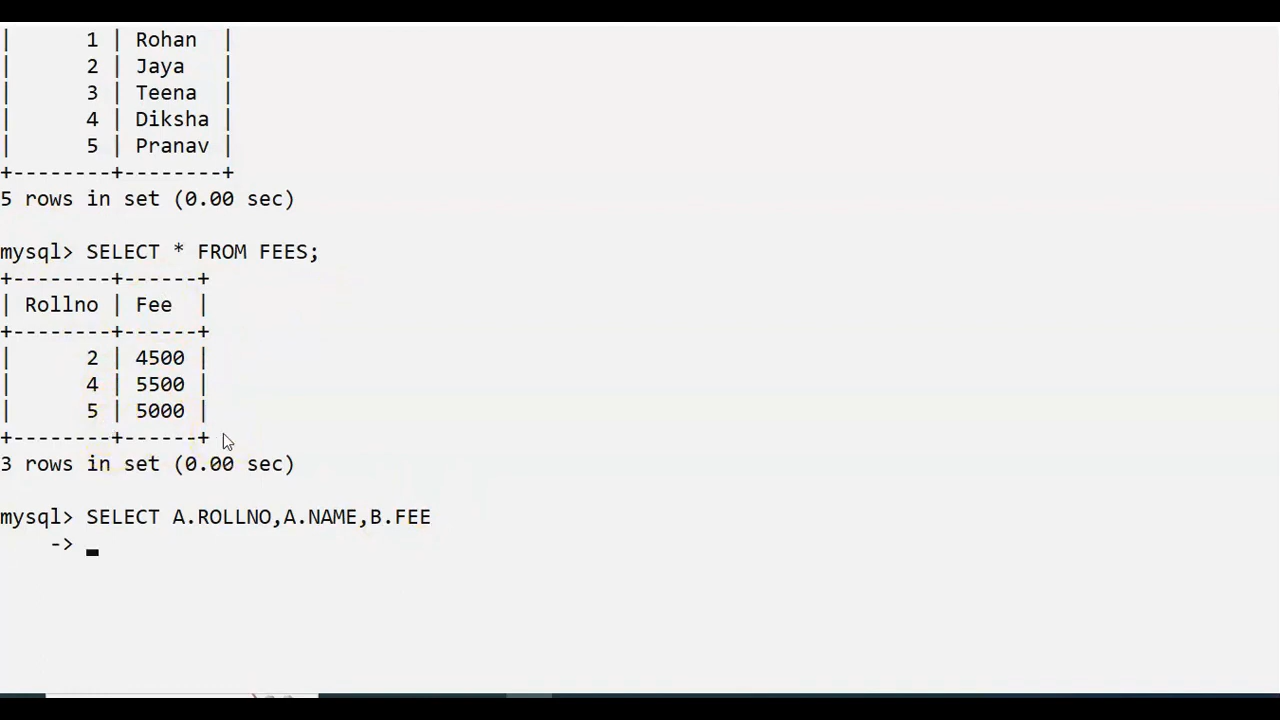 |      1 | Rohan  |
|      2 | Jaya   |
|      3 | Teena  |
|      4 | Diksha |
|      5 | Pranav |
+--------+--------+
5 rows in set (0.00 sec)
mysql> SELECT * FROM FEES;
+--------+------+
| Rollno | Fee  |
+--------+------+
|      2 | 4500 |
|      4 | 5500 |
|      5 | 5000 |
+--------+------+
3 rows in set (0.00 sec)
mysql> SELECT A.ROLLNO,A.NAME,B.FEE
    ->